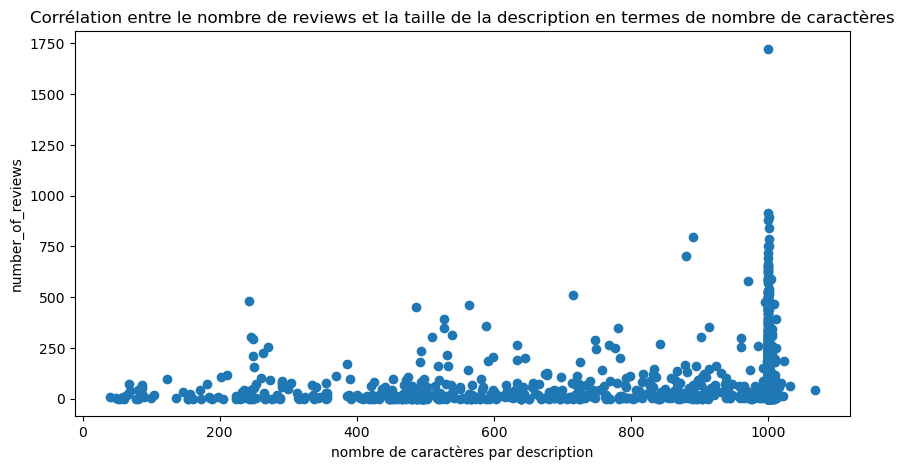 Corrélation entre le nombre de reviews et la taille de la description en termes de nombre de caractères
1750
1500
1250
1000
750
500
250
0
number_of_reviews
0 200 400 600 800 1000
nombre de caractères par description